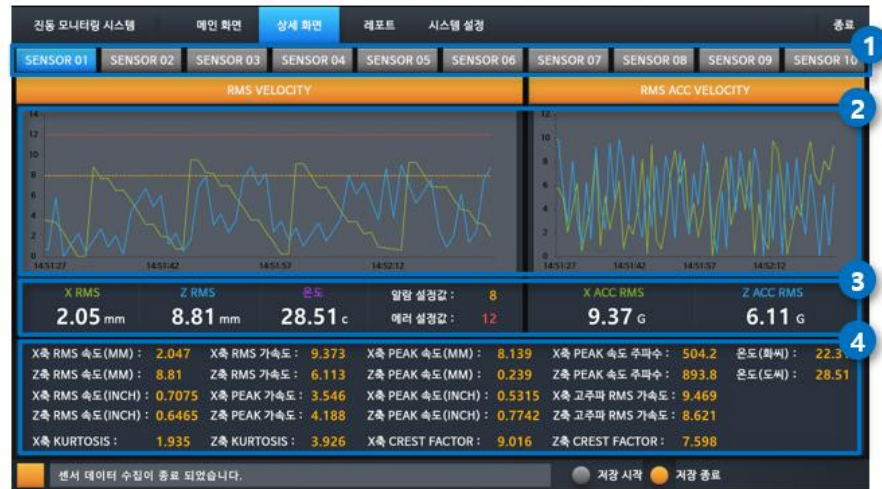 진동 모니터링 시스템 메인 화면 상세 화면 레포트 시스템 설정 종료
1
SENSOR 01 SENSOR 02 SENSOR 03 SENSOR 04 SENSOR 05 SENSOR 06 SENSOR 07 SENSOR 08 SENSOR 09 SENSOR 10
RMS VELOCITY RMS ACC VELOCITY
2
14
12
10
8
6
4
2
0
14:51:27 14:51:42 14:51:57 14:52:12
12
10
8
6
4
2
0
14:51:27 14:51:42 14:51:57 14:52:12
3
X RMS Z RMS 온도 알람 설정값 : 8 X ACC RMS Z ACC RMS
2.05 mm 8.81 mm 28.51 c 에러 설정값 : 12 9.37 G 6.11 G
4
X축 RMS 속도(MM) : 2.047 X축 RMS 가속도 : 9.373 X축 PEAK 속도(MM) : 8.139 X축 PEAK 속도 주파수 : 504.2 온도(화씨) : 22.31
Z축 RMS 속도(MM) : 8.81 Z축 RMS 가속도 : 6.113 Z축 PEAK 속도(MM) : 0.239 Z축 PEAK 속도 주파수 : 893.8 온도(도씨) : 28.51
X축 RMS 속도(INCH) : 0.7075 X축 PEAK 가속도 : 3.546 X축 PEAK 속도(INCH) : 0.5315 X축 고주파 RMS 가속도 : 9.469
Z축 RMS 속도(INCH) : 0.6465 Z축 PEAK 가속도 : 4.188 Z축 PEAK 속도(INCH) : 0.7742 Z축 고주파 RMS 가속도 : 8.621
X축 KURTOSIS : 1.935 Z축 KURTOSIS : 3.926 X축 CREST FACTOR : 9.016 Z축 CREST FACTOR : 7.598
센서 데이터 수집이 종료 되었습니다. 저장 시작 저장 종료